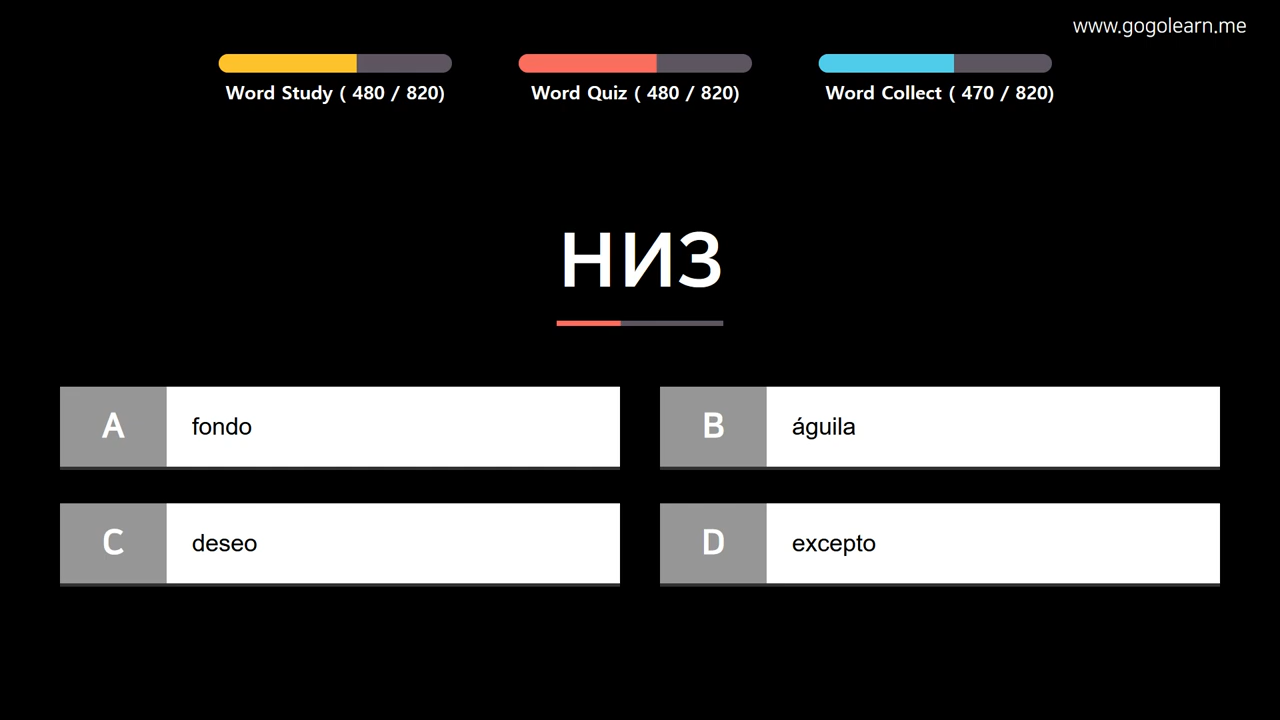 www.gogolearn.me
Word Study ( 480 / 820)
Word Quiz ( 480 / 820)
Word Collect ( 470 / 820)
низ
A fondo
B águila
C deseo
D excepto